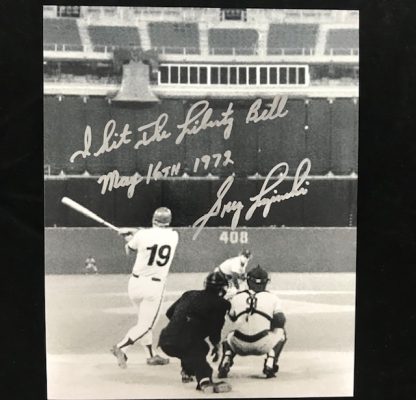 I hit The Liberty Bell
May 16TH 1972
Greg Luzinski
408
19